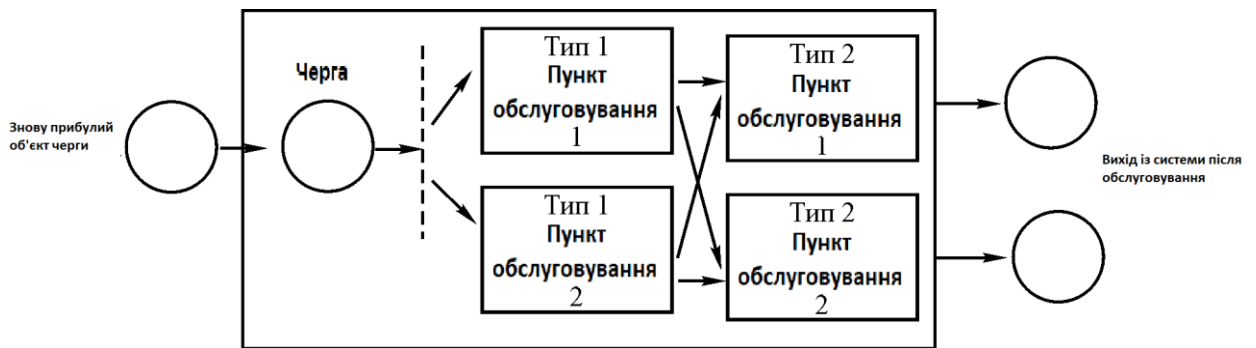 Знову прибулий
об'єкт черги
Черга
Тип 1
Пункт
обслуговування
1
Тип 1
Пункт
обслуговування
2
Тип 2
Пункт
обслуговування
1
Тип 2
Пункт
обслуговування
2
Вихід із системи після
обслуговування